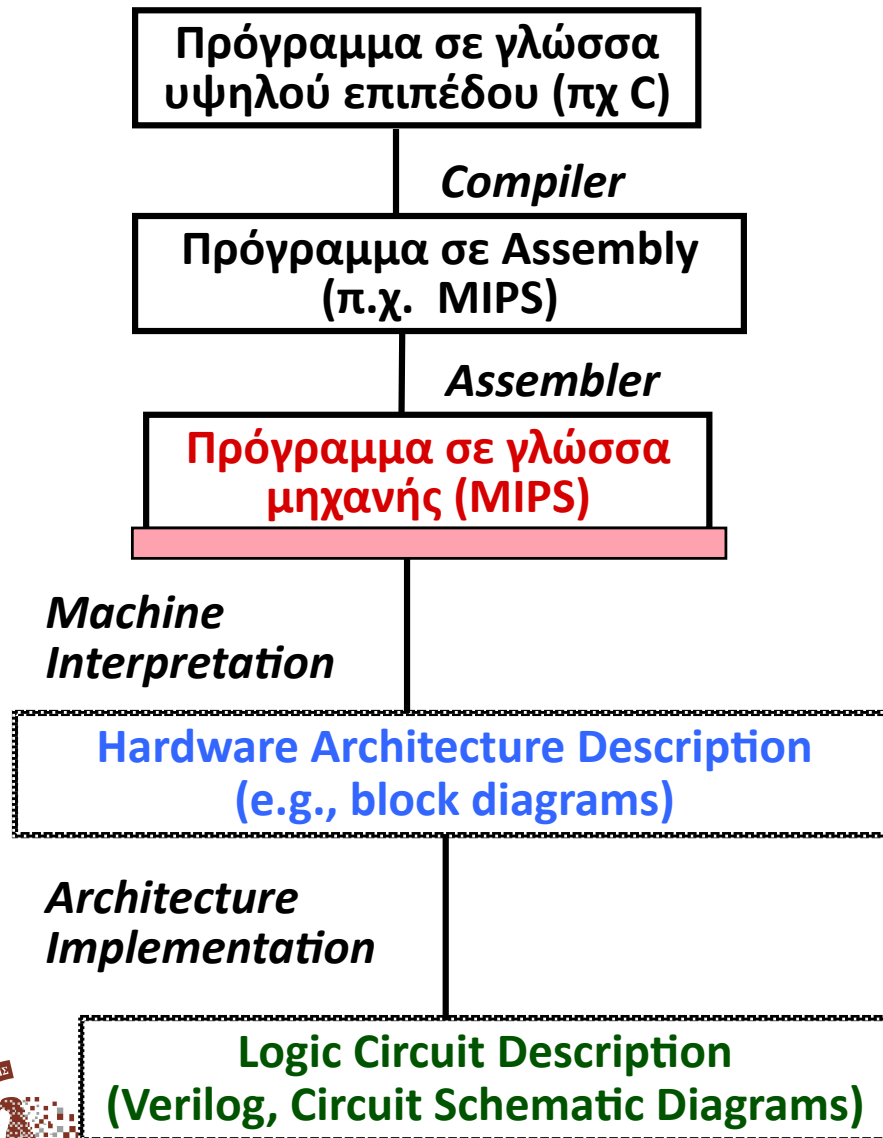 Πρόγραμμα σε γλώσσα
υψηλού επιπέδου (πχ C)
Compiler
Πρόγραμμα σε Assembly
(π.χ. MIPS)
Assembler
Πρόγραμμα σε γλώσσα
μηχανής (MIPS)
Machine
Interpretation
Hardware Architecture Description
(e.g., block diagrams)
Architecture
Implementation
Logic Circuit Description
(Verilog, Circuit Schematic Diagrams)